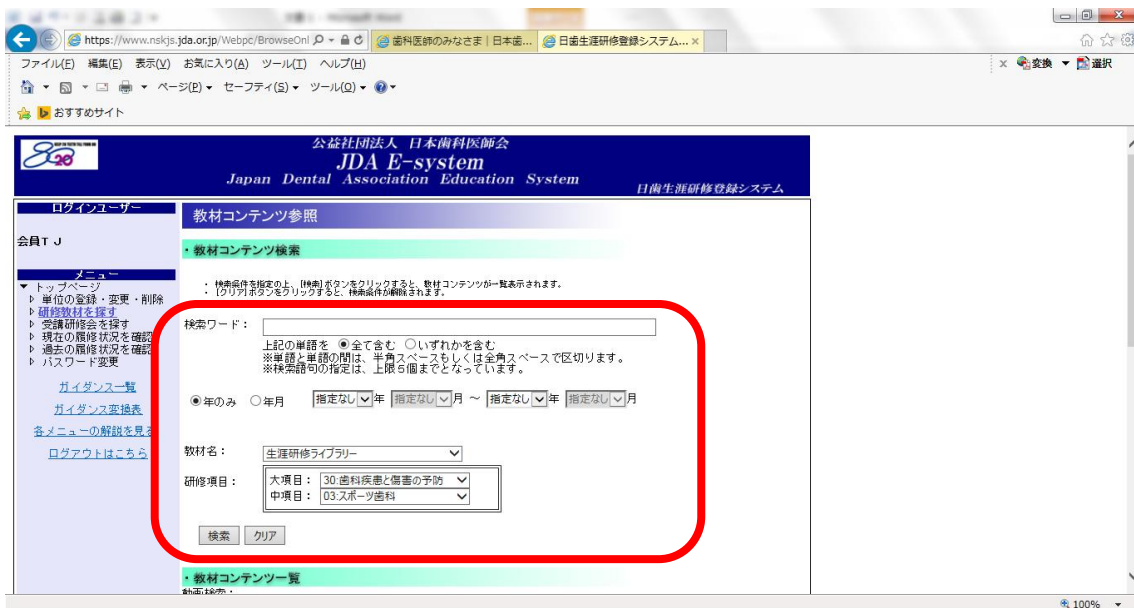 https://www.nskjs.jda.or.jp/Webpc/BrowseOnl
歯科医師のみなさま | 日本歯...
日歯生涯研修登録システム... ×
ファイル(F) 編集(E) 表示(V) お気に入り(A) ツール(T) ヘルプ(H)
× 変換 ▼ 選択
ページ(P) ▼ セーフティ(S) ▼ ツール(O) ▼
おすすめサイト
8020
公益社団法人 日本歯科医師会
JDA E-system
Japan Dental Association Education System
日歯生涯研修登録システム
ログインユーザー
会員T J
メニュー
▼ トップページ
▷ 単位の登録・変更・削除
▷ 研修教材を探す
▷ 受講研修会を探す
▷ 現在の履修状況を確認
▷ 過去の履修状況を確認
▷ パスワード変更
ガイダンス一覧
ガイダンス変換表
各メニューの解説を見る
ログアウトはこちら
教材コンテンツ参照
・教材コンテンツ検索
・ 検索条件を指定の上、[検索]ボタンをクリックすると、教材コンテンツが一覧表示されます。
・ [クリア]ボタンをクリックすると、検索条件が解除されます。
検索ワード:
上記の単語を ◉全て含む ○いずれかを含む
※単語と単語の間は、半角スペースもしくは全角スペースで区切ります。
※検索語句の指定は、上限5個までとなっています。
◉年のみ ○年月 指定なし 年 指定なし 月 ～ 指定なし 年 指定なし 月
教材名: 生涯研修ライブラリー
研修項目: 大項目: 30:歯科疾患と傷害の予防
中項目: 03:スポーツ歯科
検索 クリア
・教材コンテンツ一覧
動画検索:
100% ▼